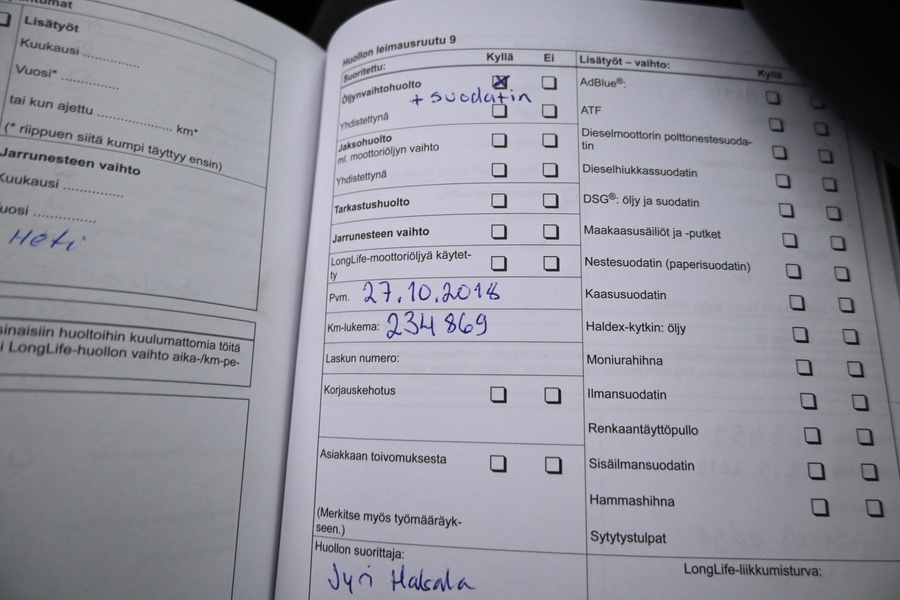 Lisätyöt
Kuukausi ..............
Vuosi* ..............
tai kun ajettu .................. km*
(* riippuen siitä kumpi täyttyy ensin)
Jarrunesteen vaihto
Kuukausi ..............
............
Heti
huoltoihin kuulumattomia töitä
LongLife-huollon vaihto aika-/km-pe-
Huollon leimausruutu 9
Suoritettu: Kyllä Ei
Öljynvaihtohuolto
+ suodatin
Yhdistettynä
Jaksohuolto
ml. moottoriöljyn vaihto
Yhdistettynä
Tarkastushuolto
Jarrunesteen vaihto
LongLife-moottoriöljyä käytet-
ty
Pvm. 27.10.2018
Km-lukema: 234 869
Laskun numero:
Korjauskehotus
Asiakkaan toivomuksesta
(Merkitse myös työmääräyk-
seen.)
Huollon suorittaja:
Jyri Hakala
Lisätyöt – vaihto:
Kyllä
AdBlue®:
ATF
Dieselmoottorin polttonestesuoda-
tin
Dieselhiukkassuodatin
DSG®: öljy ja suodatin
Maakaasusäiliöt ja -putket
Nestesuodatin (paperisuodatin)
Kaasusuodatin
Haldex-kytkin: öljy
Moniurahihna
Ilmansuodatin
Renkaantäyttöpullo
Sisäilmansuodatin
Hammashihna
Sytytystulpat
LongLife-liikkumisturva: